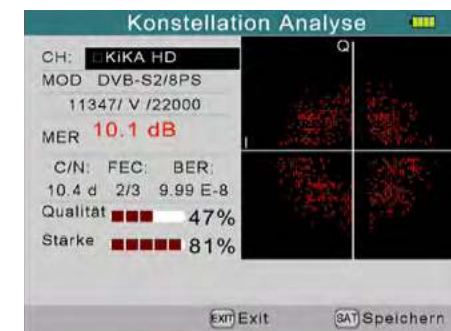 Konstellation Analyse
CH: □KiKA HD
MOD DVB-S2/8PS
11347/ V /22000
MER 10.1 dB
C/N: FEC: BER:
10.4 d 2/3 9.99 E-8
Qualität 47%
Stärke 81%
Q
I
EXIT Exit SAT Speichern